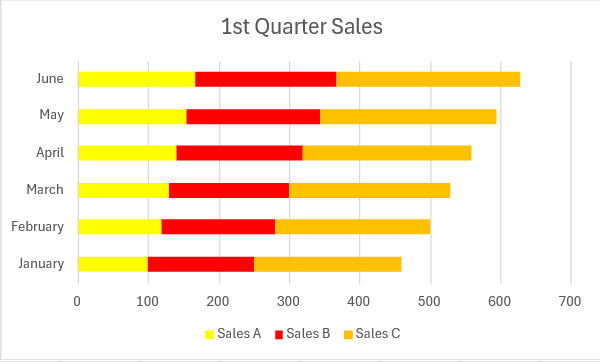 1st Quarter Sales
June
May
April
March
February
January
0 100 200 300 400 500 600 700
Sales A Sales B Sales C